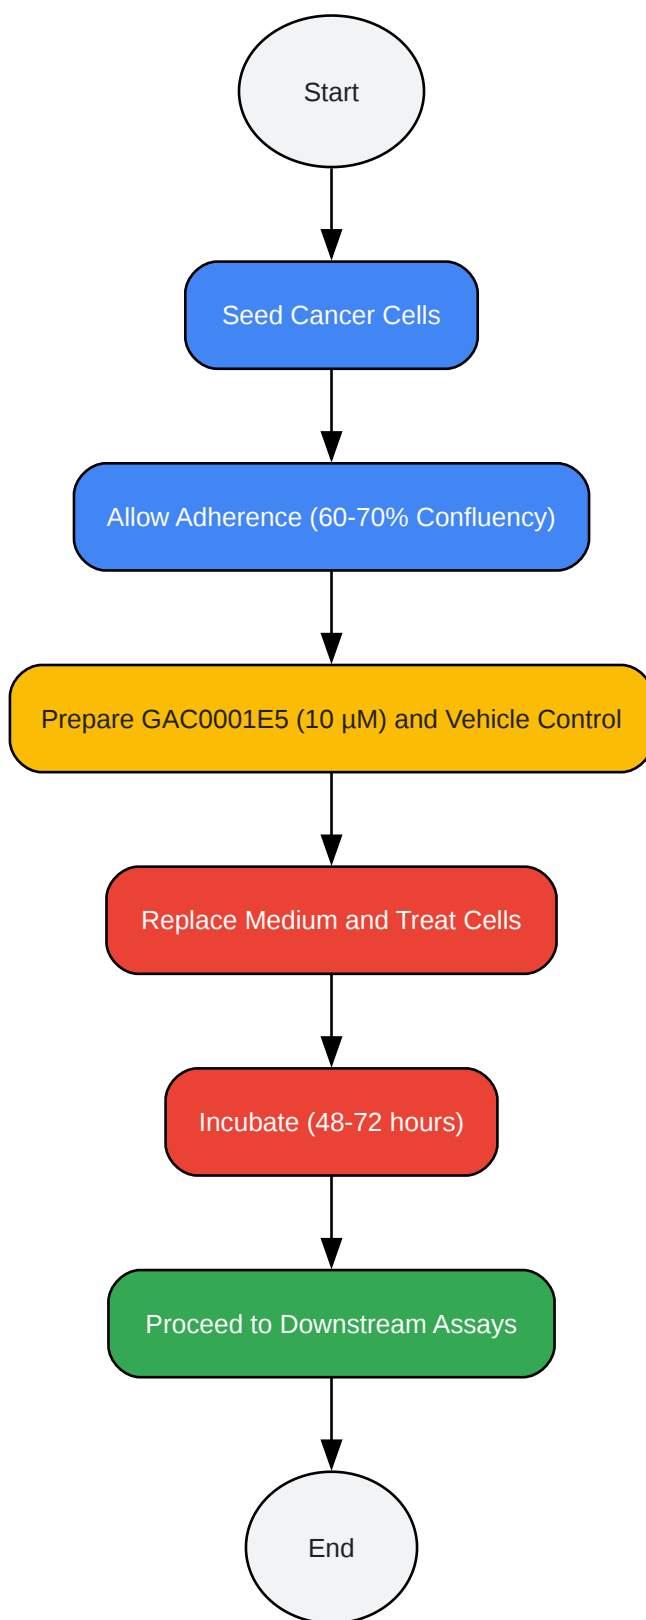 Start
Seed Cancer Cells
Allow Adherence (60-70% Confluency)
Prepare GAC0001E5 (10 µM) and Vehicle Control
Replace Medium and Treat Cells
Incubate (48-72 hours)
Proceed to Downstream Assays
End